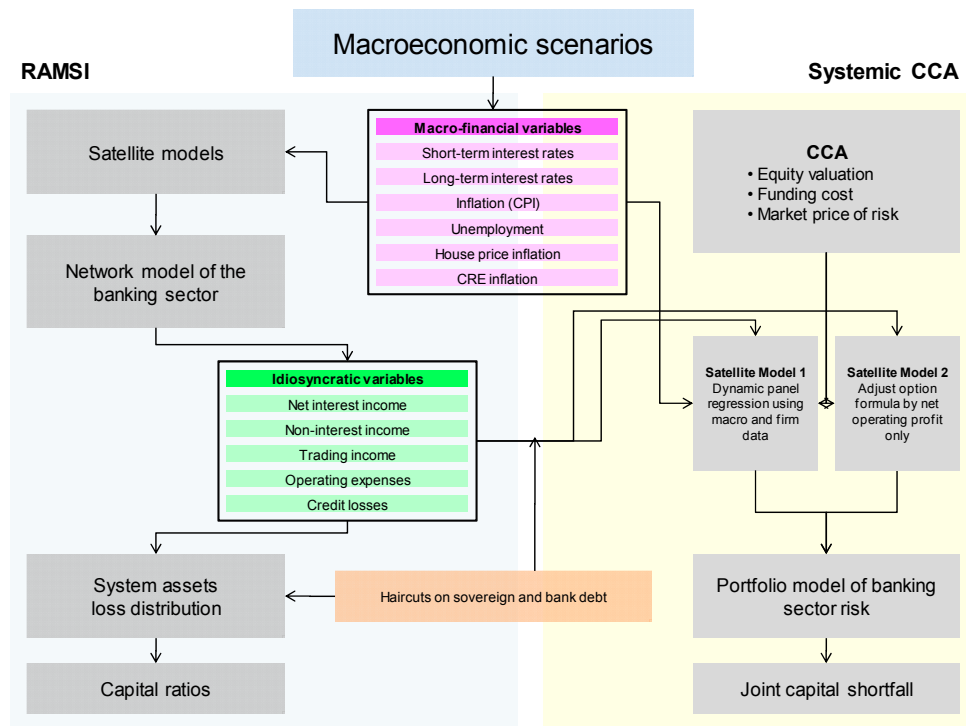 Macroeconomic scenarios
RAMSI
Systemic CCA
Satellite models
Network model of the
banking sector
Macro-financial variables
Short-term interest rates
Long-term interest rates
Inflation (CPI)
Unemployment
House price inflation
CRE inflation
CCA
• Equity valuation
• Funding cost
• Market price of risk
Idiosyncratic variables
Net interest income
Non-interest income
Trading income
Operating expenses
Credit losses
Satellite Model 1
Dynamic panel
regression using
macro and firm
data
Satellite Model 2
Adjust option
formula by net
operating profit
only
System assets
loss distribution
Haircuts on sovereign and bank debt
Portfolio model of banking
sector risk
Capital ratios
Joint capital shortfall